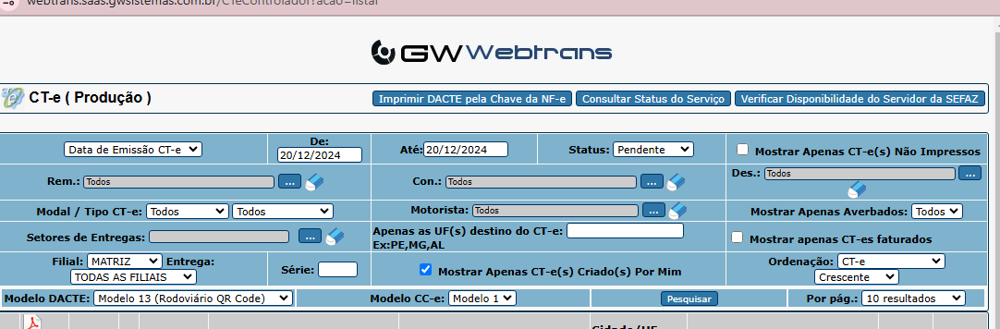 webtrans.saas.gwsistemas.com.br/CTeControlador?acao=listar
GW Webtrans
CT-e ( Produção )
Imprimir DACTE pela Chave da NF-e
Consultar Status do Serviço
Verificar Disponibilidade do Servidor da SEFAZ
Data de Emissão CT-e
De: 20/12/2024
Até: 20/12/2024
Status: Pendente
Mostrar Apenas CT-e(s) Não Impressos
Rem.: Todos ...
Con.: Todos ...
Des.: Todos ...
Modal / Tipo CT-e: Todos Todos
Motorista: Todos ...
Mostrar Apenas Averbados: Todos
Setores de Entregas: ...
Apenas as UF(s) destino do CT-e:
Ex:PE,MG,AL
Mostrar apenas CT-es faturados
Filial: MATRIZ Entrega:
TODAS AS FILIAIS
Série:
Mostrar Apenas CT-e(s) Criado(s) Por Mim
Ordenação: CT-e
Crescente
Modelo DACTE: Modelo 13 (Rodoviário QR Code)
Modelo CC-e: Modelo 1
Pesquisar
Por pág.: 10 resultados
Cidade/UF